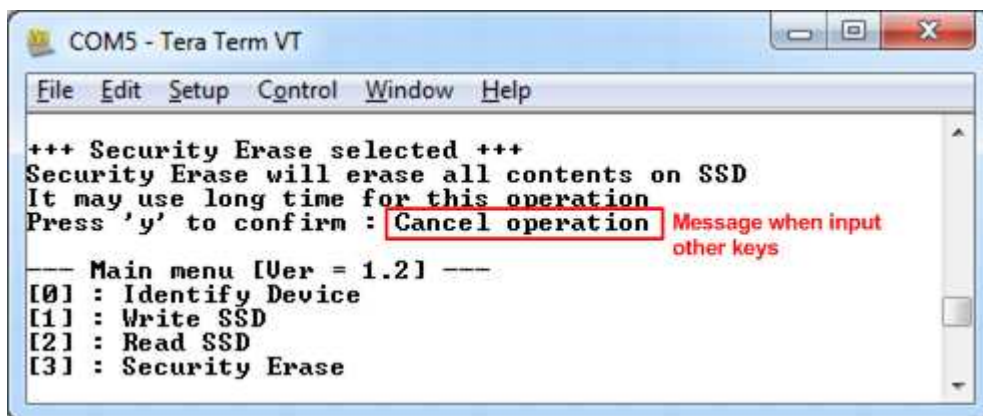 COM5 - Tera Term VT
File Edit Setup Control Window Help
+++ Security Erase selected +++
Security Erase will erase all contents on SSD
It may use long time for this operation
Press 'y' to confirm : Cancel operation
Message when input
other keys
--- Main menu [Ver = 1.2] ---
[0] : Identify Device
[1] : Write SSD
[2] : Read SSD
[3] : Security Erase